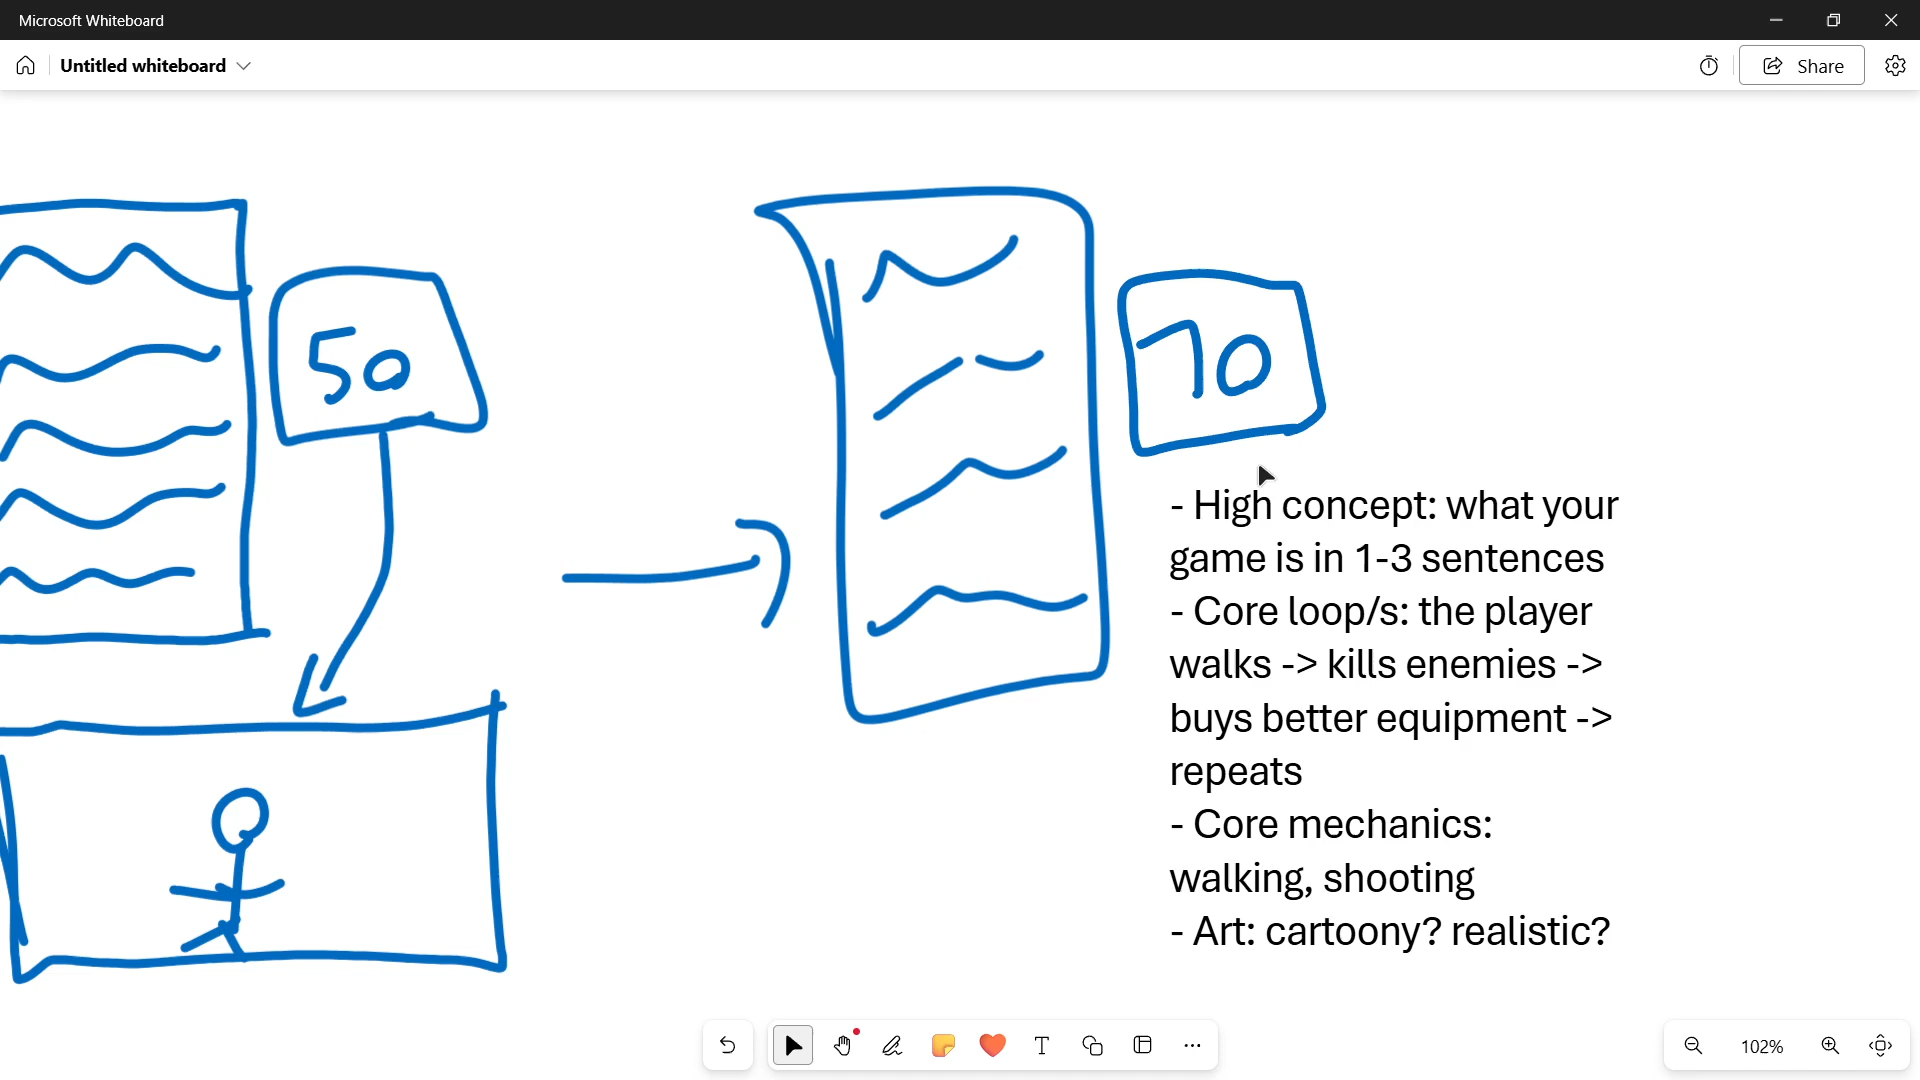 Microsoft Whiteboard
Untitled whiteboard
Share
50
70
- High concept: what your
game is in 1-3 sentences
- Core loop/s: the player
walks -> kills enemies ->
buys better equipment ->
repeats
- Core mechanics:
walking, shooting
- Art: cartoony? realistic?
102%